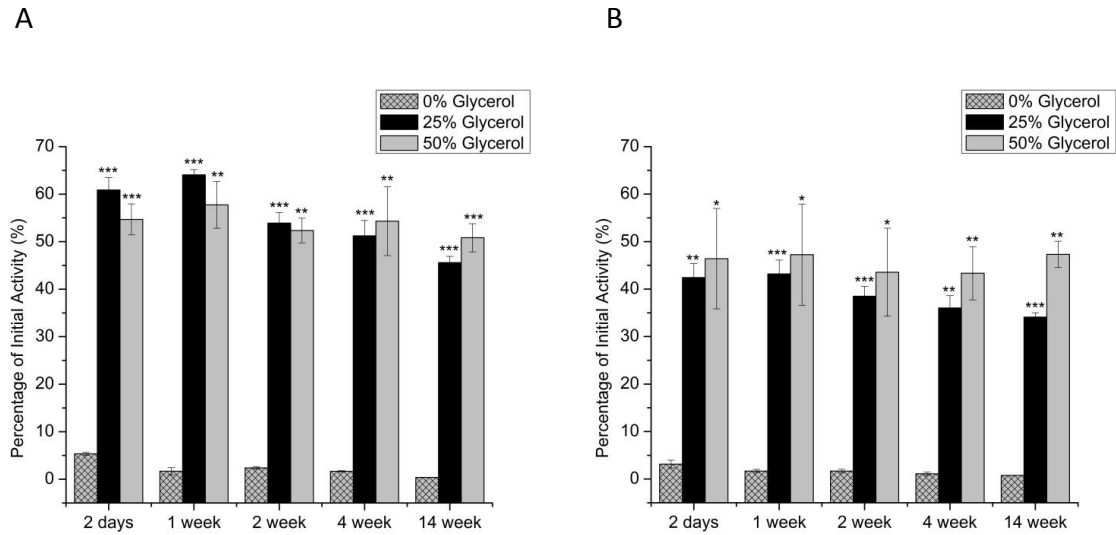 A
0% Glycerol
25% Glycerol
50% Glycerol
Percentage of Initial Activity (%)
70
60
50
40
30
20
10
0
*** *** *** ** *** ** *** ** *** ***
2 days 1 week 2 week 4 week 14 week
B
0% Glycerol
25% Glycerol
50% Glycerol
Percentage of Initial Activity (%)
70
60
50
40
30
20
10
0
** * *** * *** * ** ** *** **
2 days 1 week 2 week 4 week 14 week